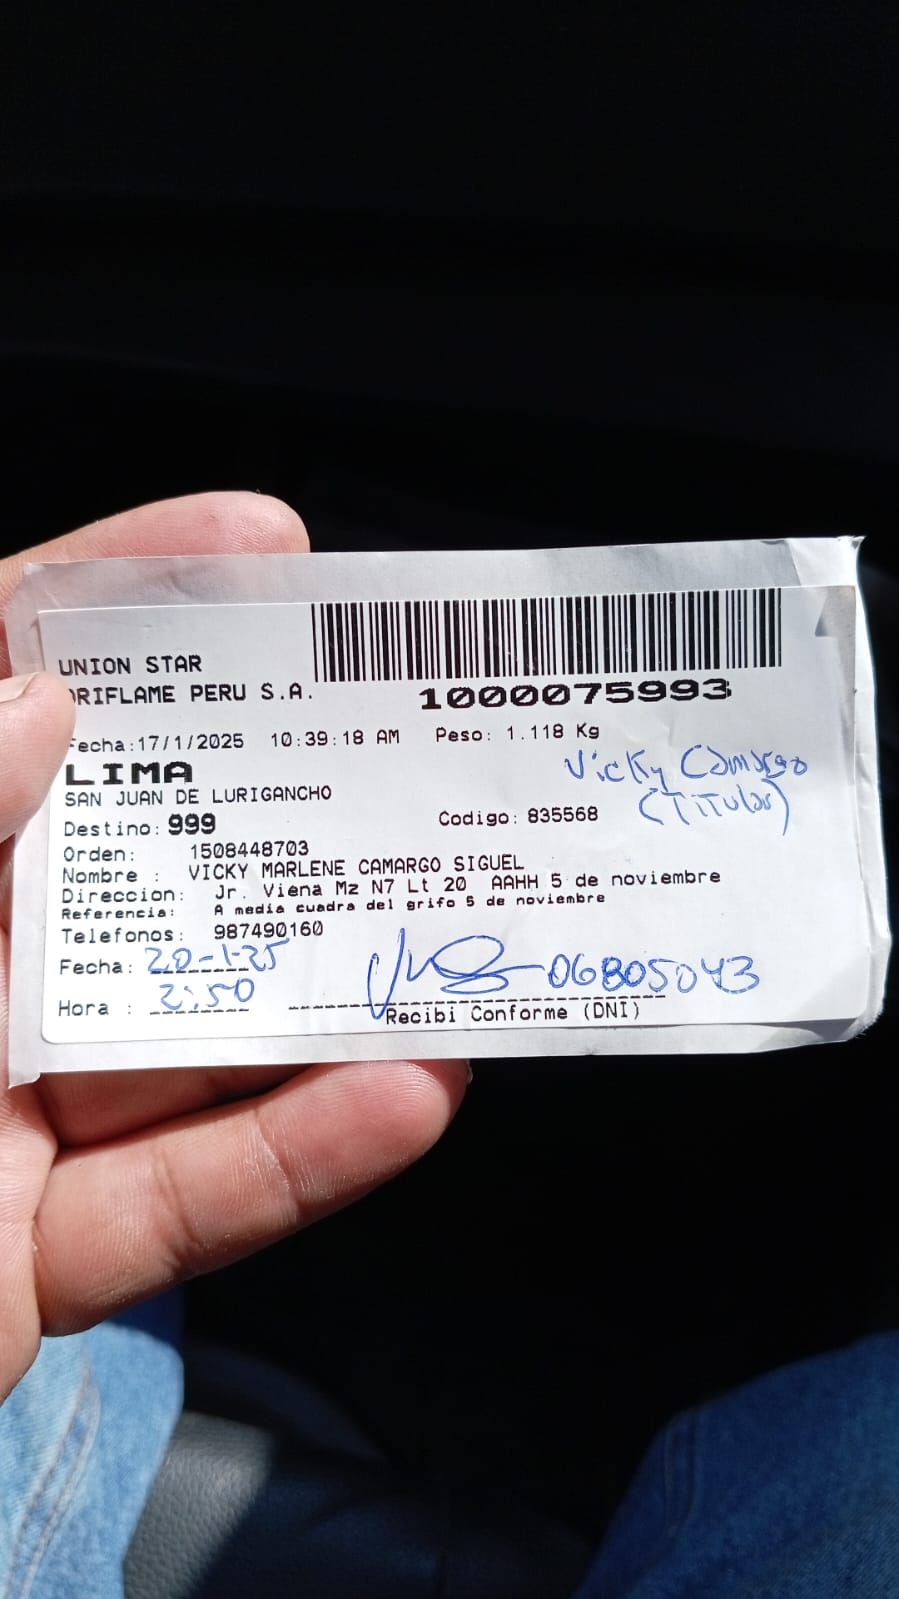 UNION STAR
ORIFLAME PERU S.A.
1000075993
Fecha:17/1/2025 10:39:18 AM Peso: 1.118 Kg
LIMA
Vicky Camargo
(Titular)
SAN JUAN DE LURIGANCHO
Destino: 999 Codigo: 835568
Orden: 1508448703
Nombre : VICKY MARLENE CAMARGO SIGUEL
Direccion: Jr. Viena Mz N7 Lt 20 AAHH 5 de noviembre
Referencia: A media cuadra del grifo 5 de noviembre
Telefonos: 987490160
Fecha: 20-1-25
06805043
Hora : 2:50
Recibi Conforme (DNI)